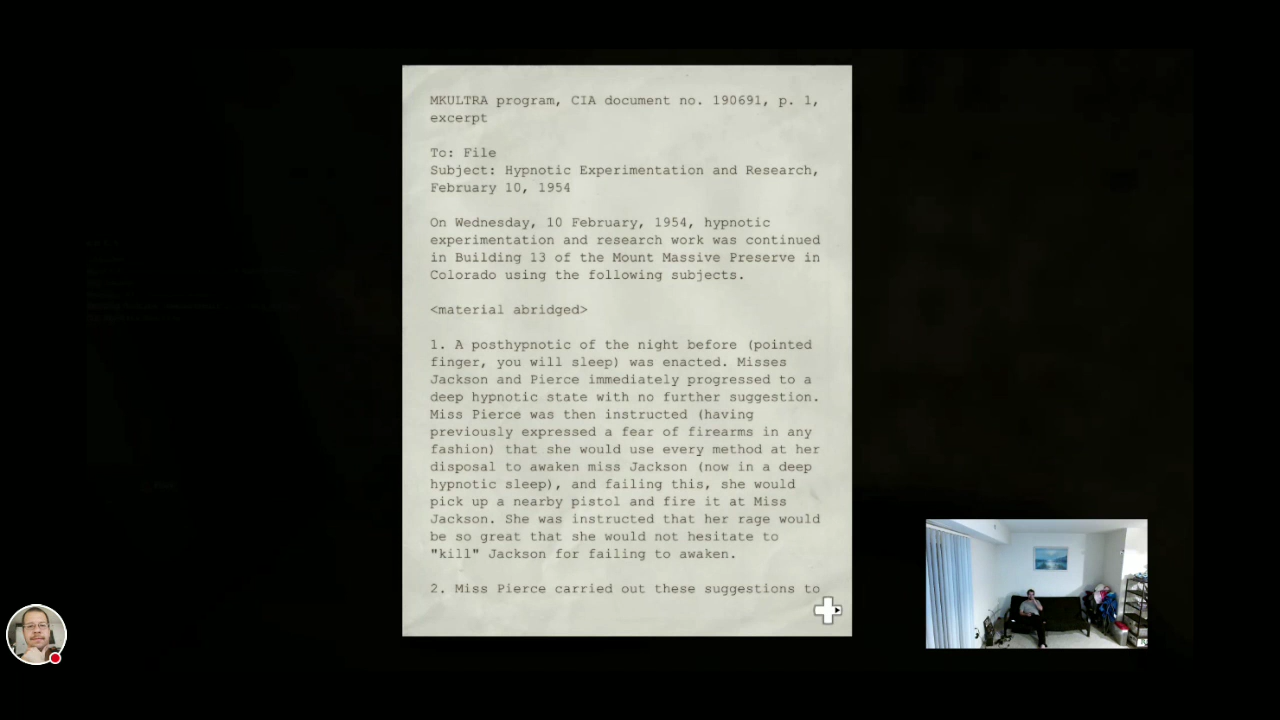 MKULTRA program, CIA document no. 190691, p. 1,
excerpt
To: File
Subject: Hypnotic Experimentation and Research,
February 10, 1954
On Wednesday, 10 February, 1954, hypnotic
experimentation and research work was continued
in Building 13 of the Mount Massive Preserve in
Colorado using the following subjects.
<material abridged>
1. A posthypnotic of the night before (pointed
finger, you will sleep) was enacted. Misses
Jackson and Pierce immediately progressed to a
deep hypnotic state with no further suggestion.
Miss Pierce was then instructed (having
previously expressed a fear of firearms in any
fashion) that she would use every method at her
disposal to awaken miss Jackson (now in a deep
hypnotic sleep), and failing this, she would
pick up a nearby pistol and fire it at Miss
Jackson. She was instructed that her rage would
be so great that she would not hesitate to
"kill" Jackson for failing to awaken.
2. Miss Pierce carried out these suggestions to